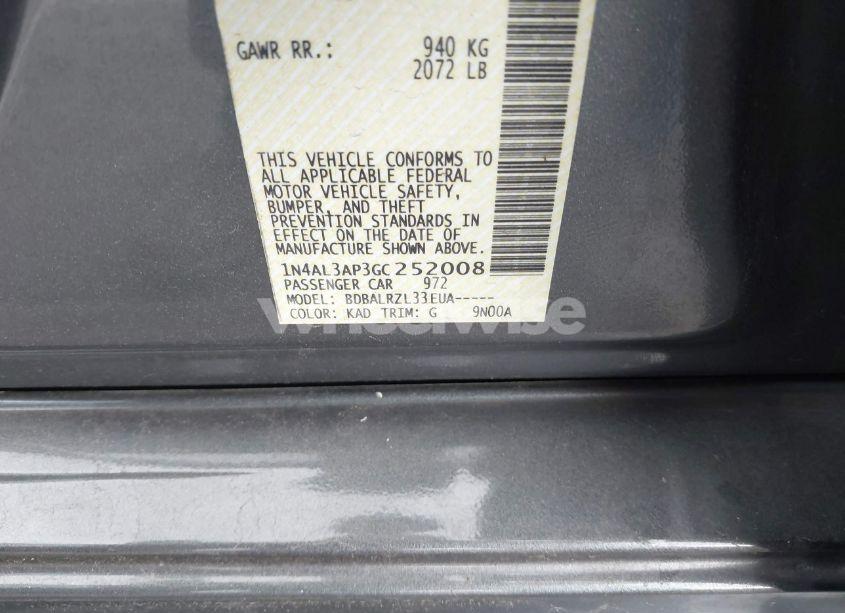 GAWR RR.: 940 KG
2072 LB
THIS VEHICLE CONFORMS TO
ALL APPLICABLE FEDERAL
MOTOR VEHICLE SAFETY,
BUMPER, AND THEFT
PREVENTION STANDARDS IN
EFFECT ON THE DATE OF
MANUFACTURE SHOWN ABOVE.
1N4AL3AP3GC252008
PASSENGER CAR 972
MODEL: BDBALRZL33EUA-----
COLOR: KAD TRIM: G 9N00A
wheelwise